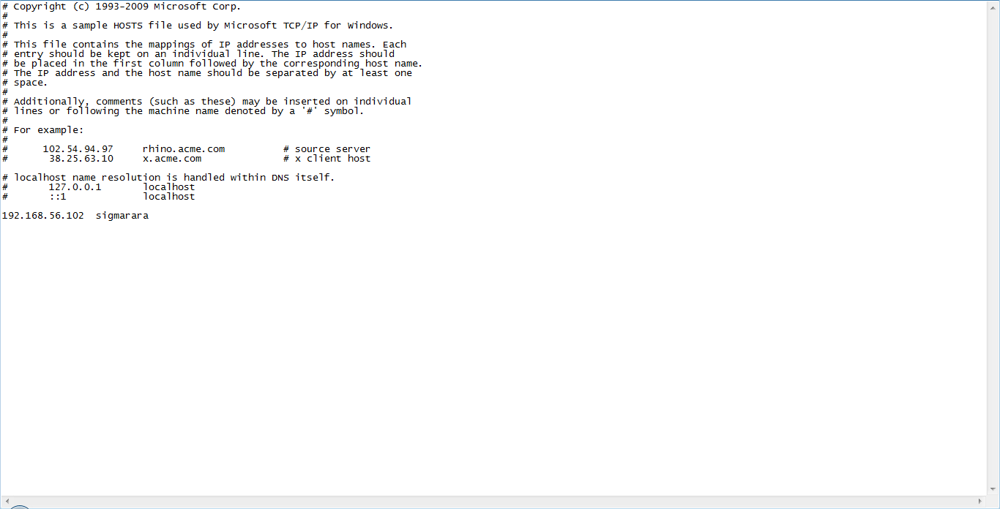 # Copyright (c) 1993-2009 Microsoft Corp.
#
# This is a sample HOSTS file used by Microsoft TCP/IP for Windows.
#
# This file contains the mappings of IP addresses to host names. Each
# entry should be kept on an individual line. The IP address should
# be placed in the first column followed by the corresponding host name.
# The IP address and the host name should be separated by at least one
# space.
#
# Additionally, comments (such as these) may be inserted on individual
# lines or following the machine name denoted by a '#' symbol.
#
# For example:
#
#      102.54.94.97     rhino.acme.com          # source server
#       38.25.63.10     x.acme.com              # x client host

# localhost name resolution is handled within DNS itself.
#       127.0.0.1       localhost
#       ::1             localhost

192.168.56.102  sigmarara